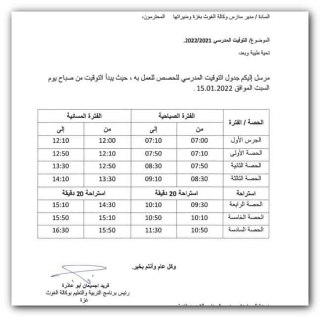 السادة / مدير مدارس وكالة الغوث بغزة ومديراتها المحترمون،
الموضوع/ التوقيت المدرسي 2022/2021.
تحية طيبة وبعد،
مرسل إليكم جدول التوقيت المدرسي للحصص للعمل به ، حيث يبدأ التوقيت من صباح يوم
السبت الموافق 15.01.2022 .
الحصة / الفترة الفترة الصباحية الفترة المسائية
من إلى من إلى
الجرس الأول 07:00 07:10 12:00 12:10
الحصة الأولى 07:10 07:50 12:10 12:50
الحصة الثانية 07:50 08:30 12:50 13:30
الحصة الثالثة 08:30 09:10 13:30 14:10
استراحة استراحة 20 دقيقة استراحة 20 دقيقة
الحصة الرابعة 09:30 10:10 14:30 15:10
الحصة الخامسة 10:10 10:50 15:10 15:50
الحصة السادسة 10:50 11:30 15:50 16:30
وكل عام وأنتم بخير.
فريد أبو عاذرة
رئيس برنامج التربية والتعليم بوكالة الغوث
غزة